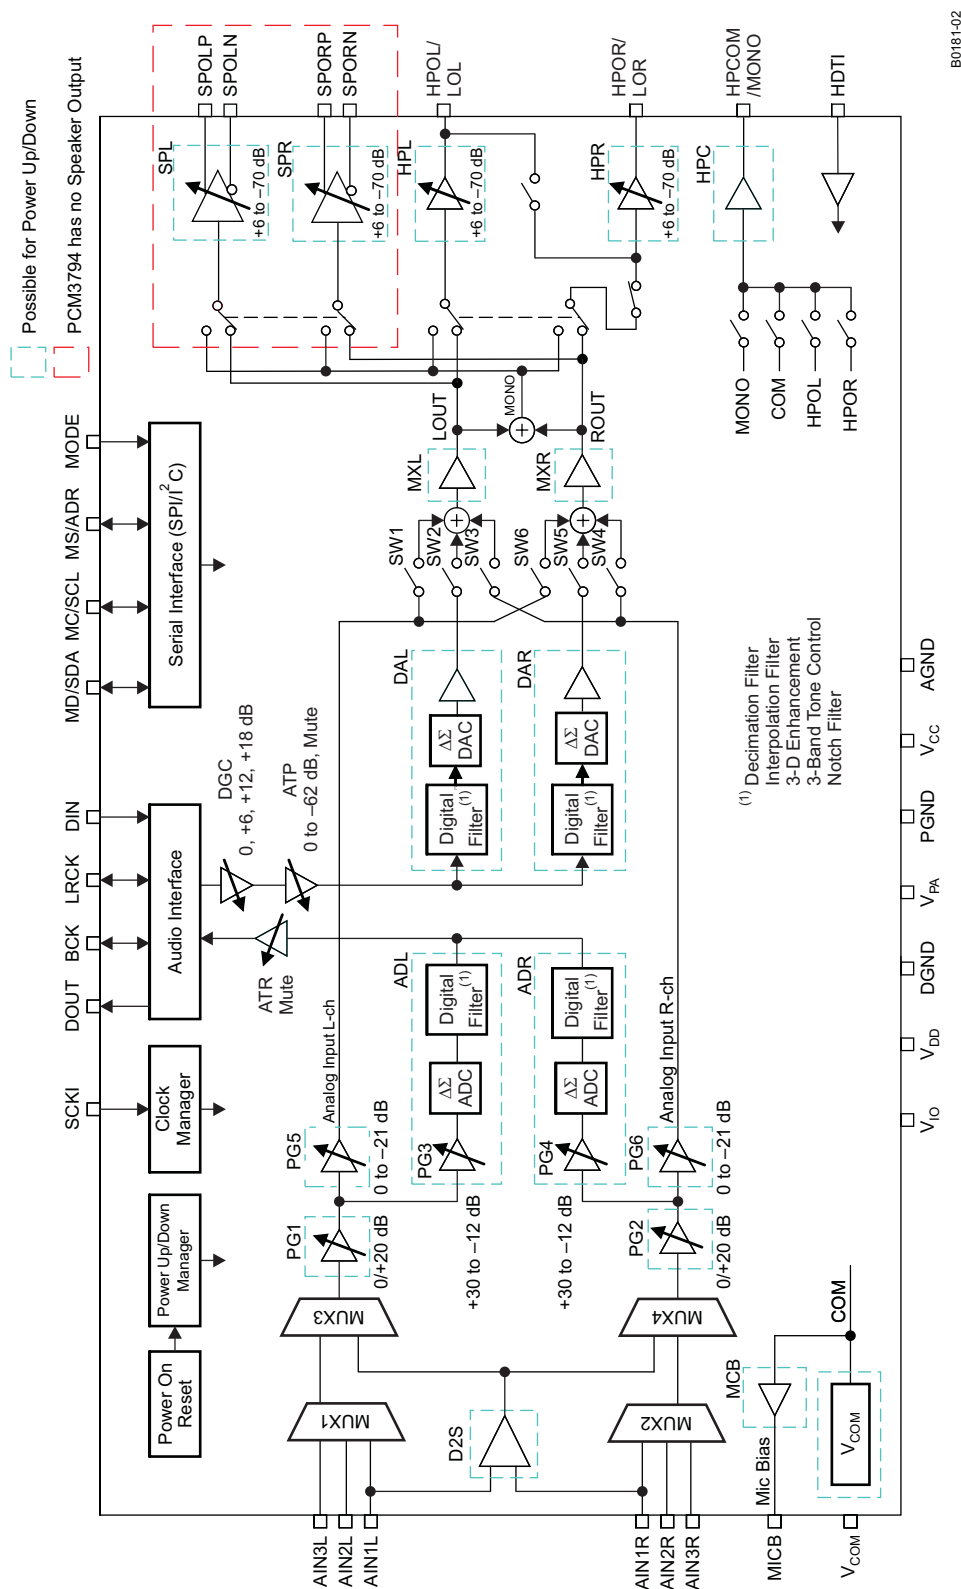 Possible for Power Up/Down
PCM3794 has no Speaker Output
B0181-02
SCKI
DOUT
BCK
LRCK
DIN
MD/SDA
MC/SCL
MS/ADR
MODE
Power On
Reset
Power Up/Down
Manager
Clock
Manager
Audio Interface
Serial Interface (SPI/I2C)
ATR
Mute
DGC
0, +6, +12, +18 dB
ATP
0 to –62 dB, Mute
SPL
+6 to –70 dB
SPOLP
SPOLN
SPR
+6 to –70 dB
SPORP
SPORN
AIN3L
AIN2L
AIN1L
MUX1
MUX3
PG1
0/+20 dB
PG5
0 to –21 dB
Analog Input L-ch
PG3
+30 to –12 dB
ADL
ΔΣ
ADC
Digital
Filter(1)
DAL
Digital
Filter(1)
ΔΣ
DAC
SW1
SW2
SW3
MXL
LOUT
HPL
+6 to –70 dB
HPOL/
LOL
D2S
MONO
PG4
+30 to –12 dB
ADR
ΔΣ
ADC
Digital
Filter(1)
DAR
Digital
Filter(1)
ΔΣ
DAC
SW6
SW5
SW4
MXR
ROUT
HPR
+6 to –70 dB
HPOR/
LOR
AIN1R
AIN2R
AIN3R
MUX2
MUX4
PG2
0/+20 dB
PG6
0 to –21 dB
Analog Input R-ch
MICB
Mic Bias
MCB
COM
VCOM
VCOM
(1) Decimation Filter
Interpolation Filter
3-D Enhancement
3-Band Tone Control
Notch Filter
MONO
COM
HPOL
HPOR
HPC
HPCOM
/MONO
HDTI
VIO
VDD
DGND
VPA
PGND
VCC
AGND